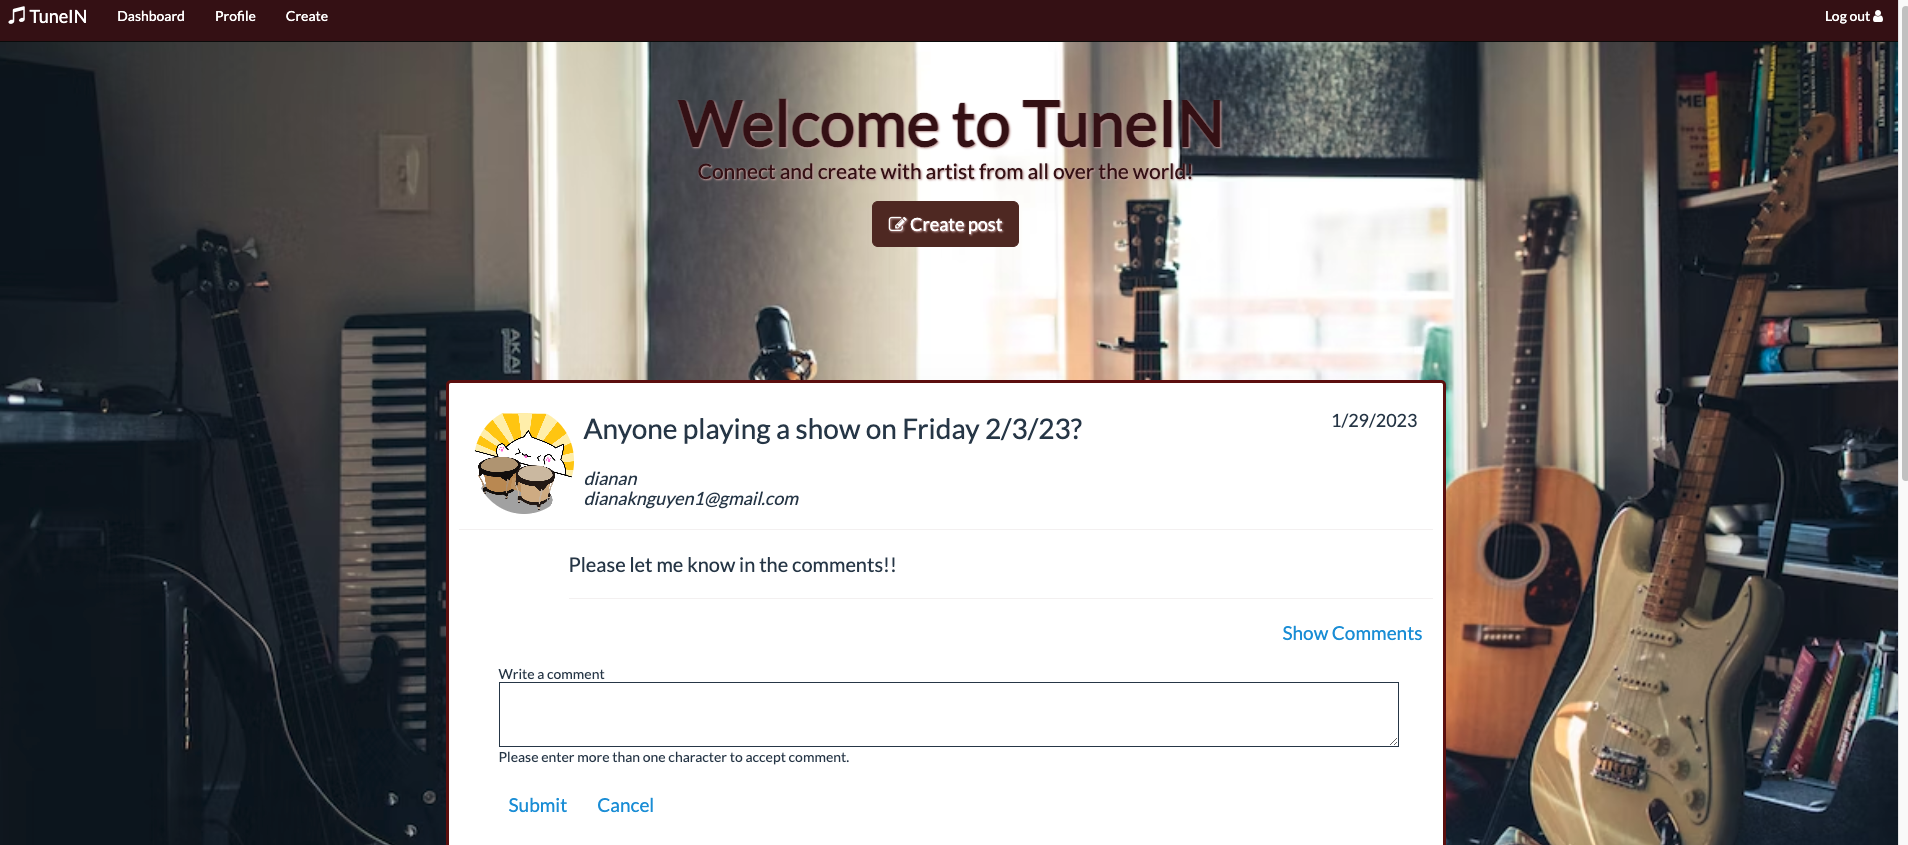 TuneIN Dashboard Profile Create Log out
Welcome to TuneIN
Connect and create with artist from all over the world!
Create post
AKAI
Anyone playing a show on Friday 2/3/23? 1/29/2023
dianan
dianaknguyen1@gmail.com
Please let me know in the comments!!
Show Comments
Write a comment
Please enter more than one character to accept comment.
Submit Cancel